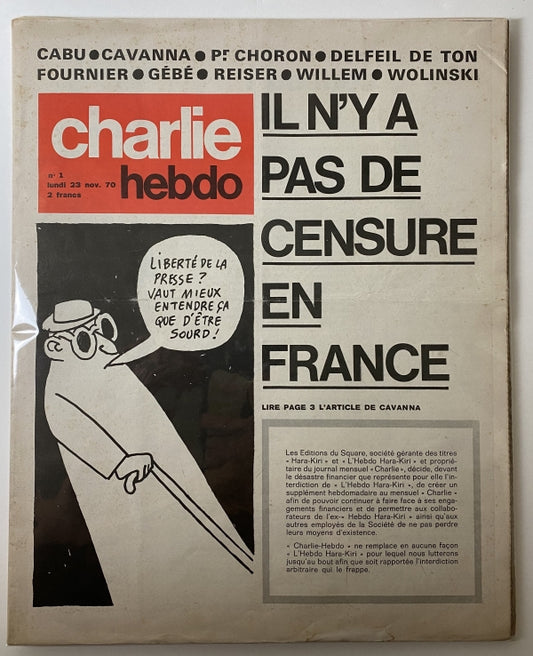 CABU ● CAVANNA ● Pr CHORON ● DELFEIL DE TON
FOURNIER ● GÉBÉ ● REISER ● WILLEM ● WOLINSKI
charlie
hebdo
n° 1
lundi 23 nov. 70
2 francs
IL N'Y A
PAS DE
CENSURE
EN
FRANCE
LIBERTÉ DE LA
PRESSE ?
VAUT MIEUX
ENTENDRE ÇA
QUE D'ÊTRE
SOURD !
LIRE PAGE 3 L'ARTICLE DE CAVANNA
Les Editions du Square, société gérante des titres
« Hara-Kiri » et « L'Hebdo Hara-Kiri » et proprié-
taire du journal mensuel « Charlie », décide, devant
le désastre financier que représente pour elle l'in-
terdiction de « L'Hebdo Hara-Kiri », de créer un
supplément hebdomadaire au mensuel « Charlie »
afin de pouvoir continuer à faire face à ses enga-
gements financiers et de permettre aux collabo-
rateurs de l'ex-« Hebdo Hara-Kiri » ainsi qu'aux
autres employés de la Société de ne pas perdre
leurs moyens d'existence.
« Charlie-Hebdo » ne remplace en aucune façon
« L'Hebdo Hara-Kiri » pour lequel nous lutterons
jusqu'au bout afin que soit rapportée l'interdiction
arbitraire qui le frappe.